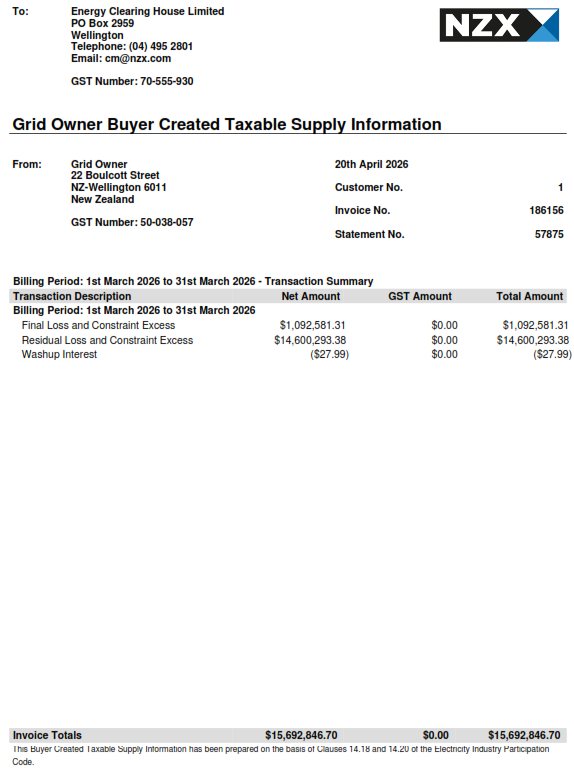 To: Energy Clearing House Limited
PO Box 2959
Wellington
Telephone: (04) 495 2801
Email: cm@nzx.com
GST Number: 70-555-930
NZX
Grid Owner Buyer Created Taxable Supply Information
From: Grid Owner
22 Boulcott Street
NZ-Wellington 6011
New Zealand
GST Number: 50-038-057
20th April 2026
Customer No. 1
Invoice No. 186156
Statement No. 57875
Billing Period: 1st March 2026 to 31st March 2026 - Transaction Summary
Transaction Description Net Amount GST Amount Total Amount
Billing Period: 1st March 2026 to 31st March 2026
Final Loss and Constraint Excess $1,092,581.31 $0.00 $1,092,581.31
Residual Loss and Constraint Excess $14,600,293.38 $0.00 $14,600,293.38
Washup Interest ($27.99) $0.00 ($27.99)
Invoice Totals $15,692,846.70 $0.00 $15,692,846.70
This Buyer Created Taxable Supply Information has been prepared on the basis of Clauses 14.18 and 14.20 of the Electricity Industry Participation
Code.